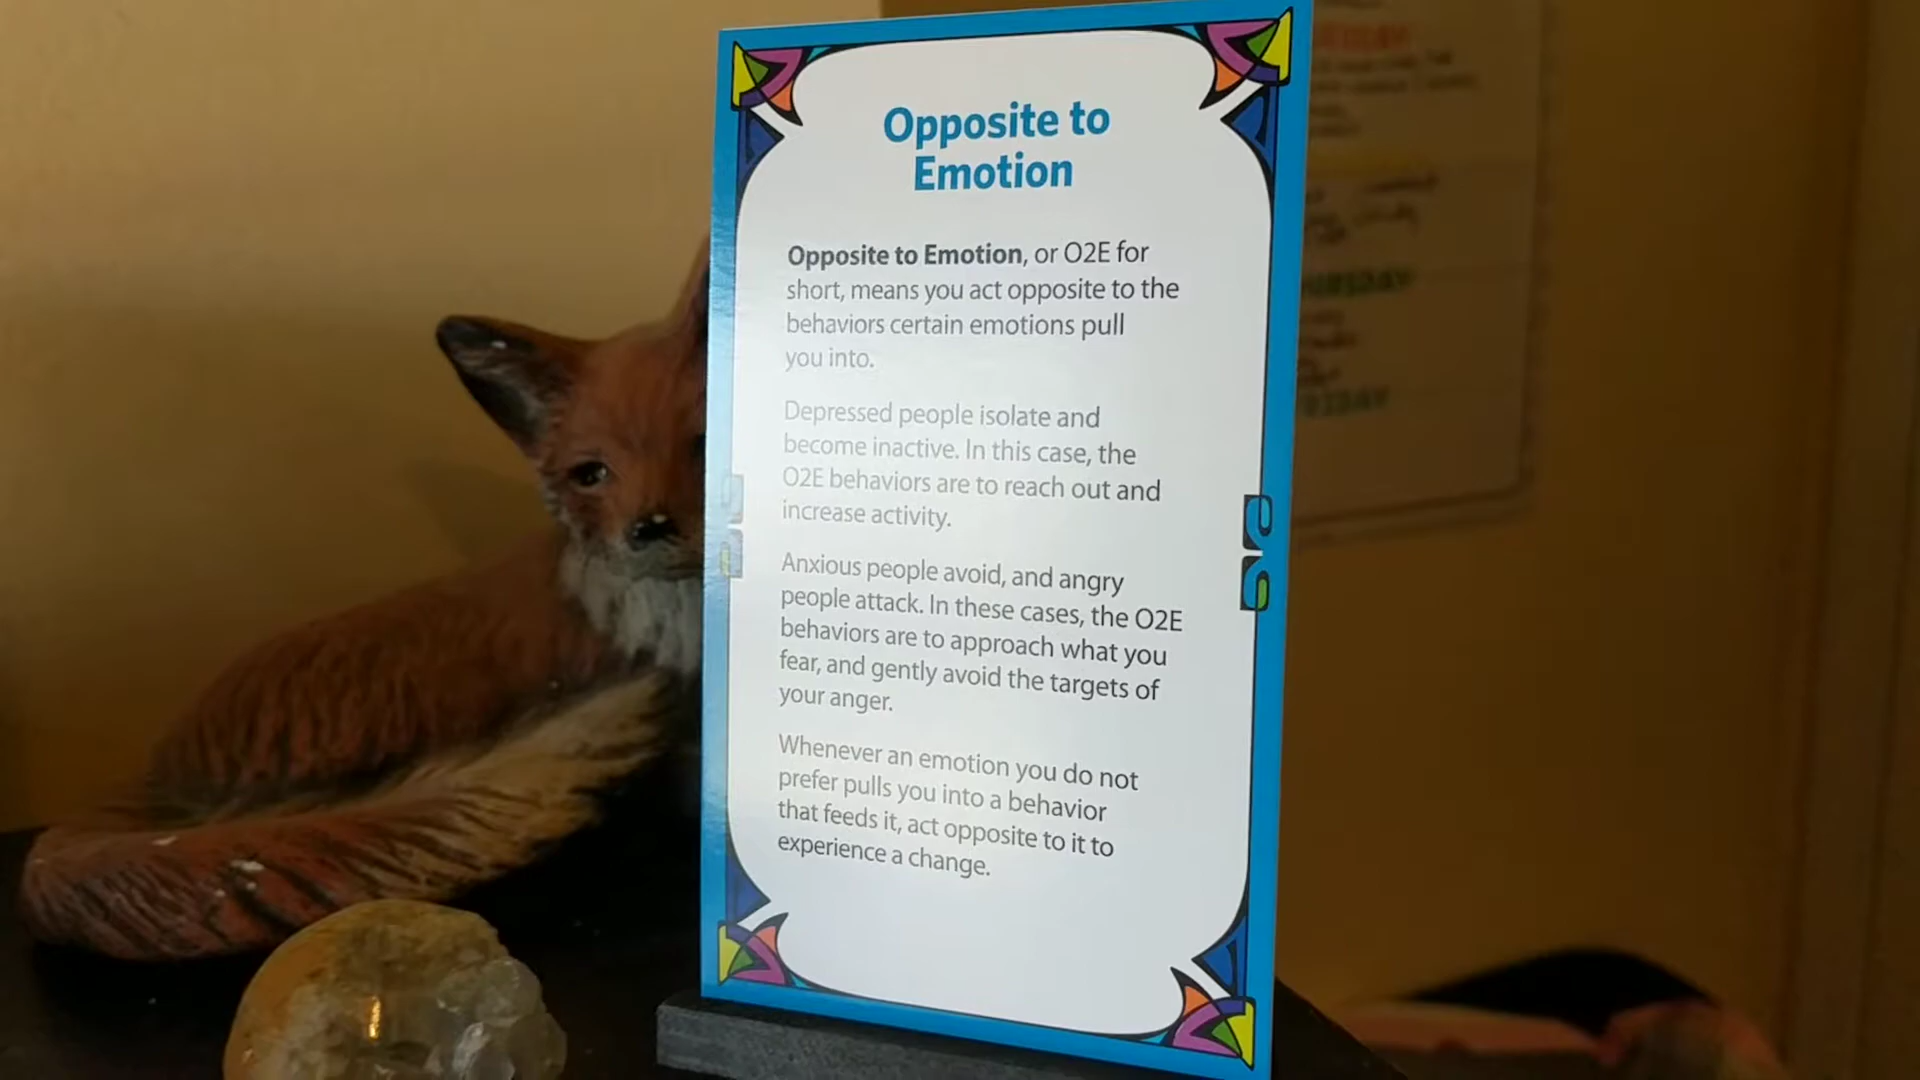 Opposite to
Emotion
Opposite to Emotion, or O2E for
short, means you act opposite to the
behaviors certain emotions pull
you into.
Depressed people isolate and
become inactive. In this case, the
O2E behaviors are to reach out and
increase activity.
Anxious people avoid, and angry
people attack. In these cases, the O2E
behaviors are to approach what you
fear, and gently avoid the targets of
your anger.
Whenever an emotion you do not
prefer pulls you into a behavior
that feeds it, act opposite to it to
experience a change.